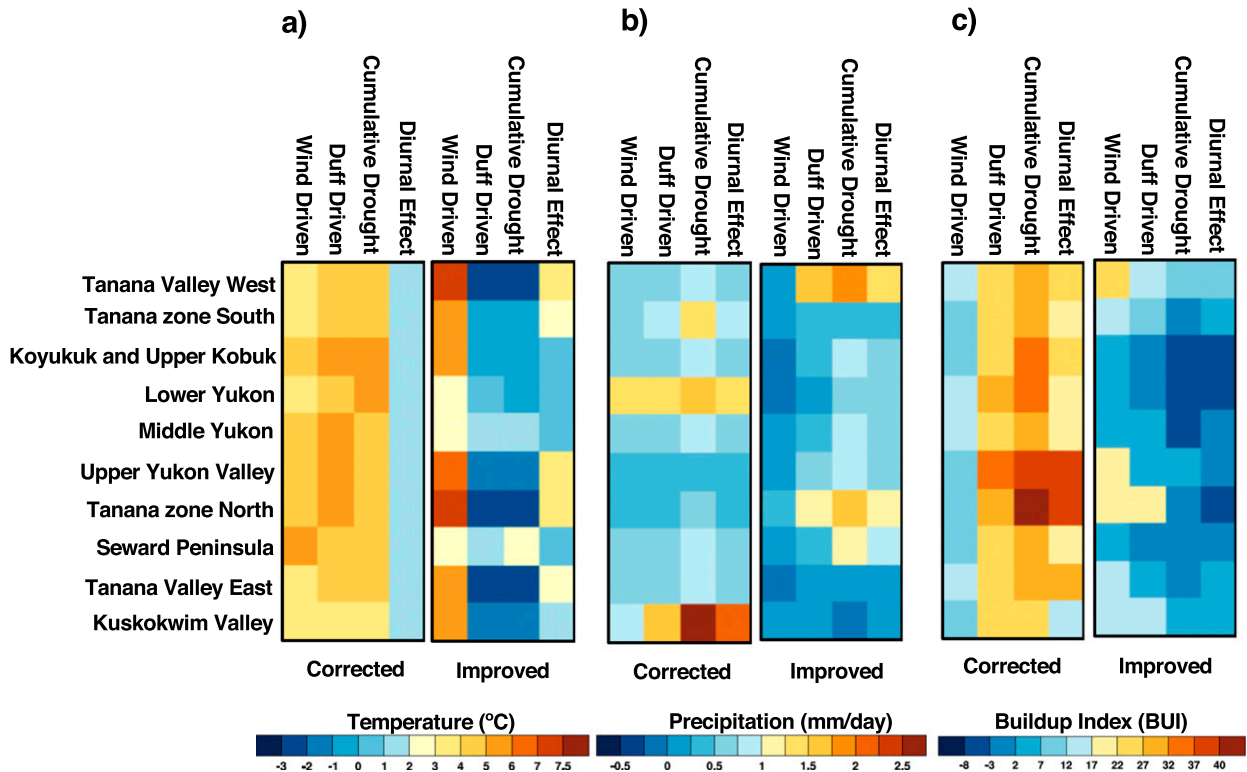 a)
b)
c)
Wind Driven
Duff Driven
Cumulative Drought
Diurnal Effect
Wind Driven
Duff Driven
Cumulative Drought
Diurnal Effect
Wind Driven
Duff Driven
Cumulative Drought
Diurnal Effect
Wind Driven
Duff Driven
Cumulative Drought
Diurnal Effect
Wind Driven
Duff Driven
Cumulative Drought
Diurnal Effect
Wind Driven
Duff Driven
Cumulative Drought
Diurnal Effect
Tanana Valley West
Tanana zone South
Koyukuk and Upper Kobuk
Lower Yukon
Middle Yukon
Upper Yukon Valley
Tanana zone North
Seward Peninsula
Tanana Valley East
Kuskokwim Valley
Corrected
Improved
Corrected
Improved
Corrected
Improved
Temperature (ºC)
-3 -2 -1 0 1 2 3 4 5 6 7 7.5
Precipitation (mm/day)
-0.5 0 0.5 1 1.5 2 2.5
Buildup Index (BUI)
-8 -3 2 7 12 17 22 27 32 37 40